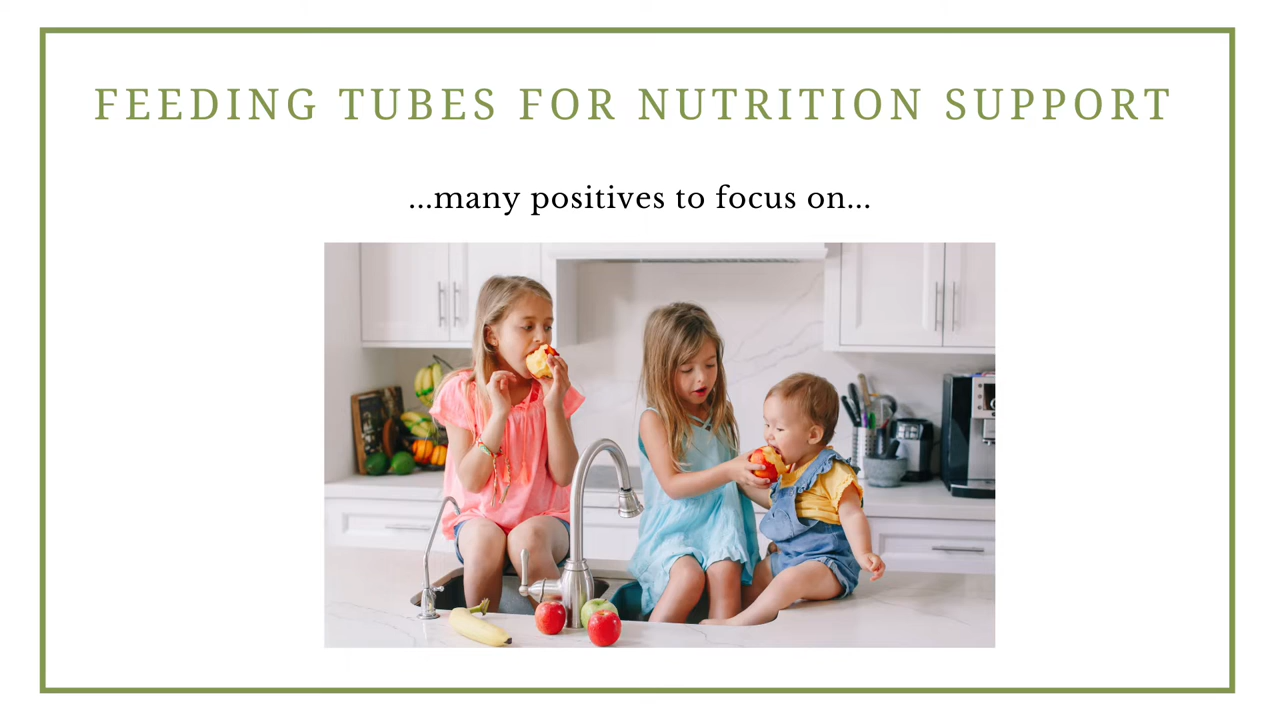 FEEDING TUBES FOR NUTRITION SUPPORT
...many positives to focus on...